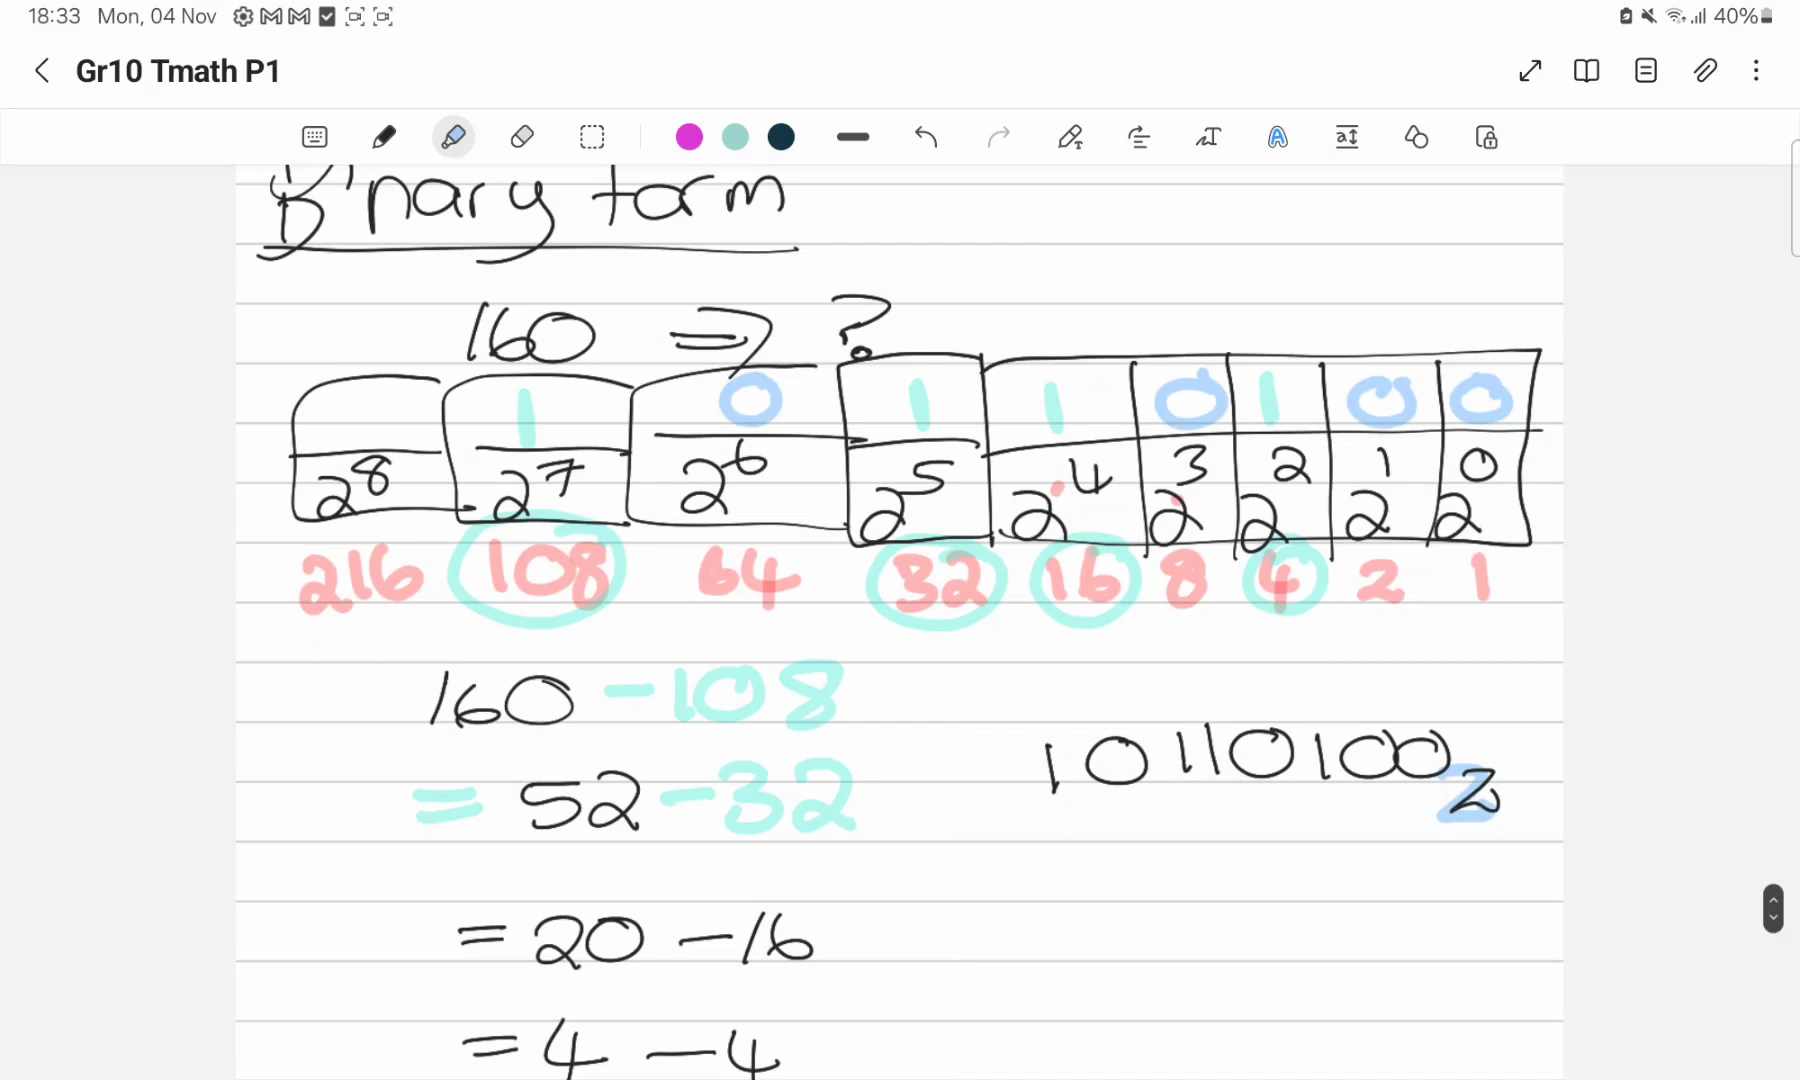 18:33 Mon, 04 Nov 40%
Gr10 Tmath P1
Binary form
160 => ?
1 0 1 1 0 1 0 0
2^8 2^7 2^6 2^5 2^4 2^3 2^2 2^1 2^0
216 108 64 32 16 8 4 2 1
160 - 108
10110100₂
= 52 - 32
= 20 - 16
= 4 - 4